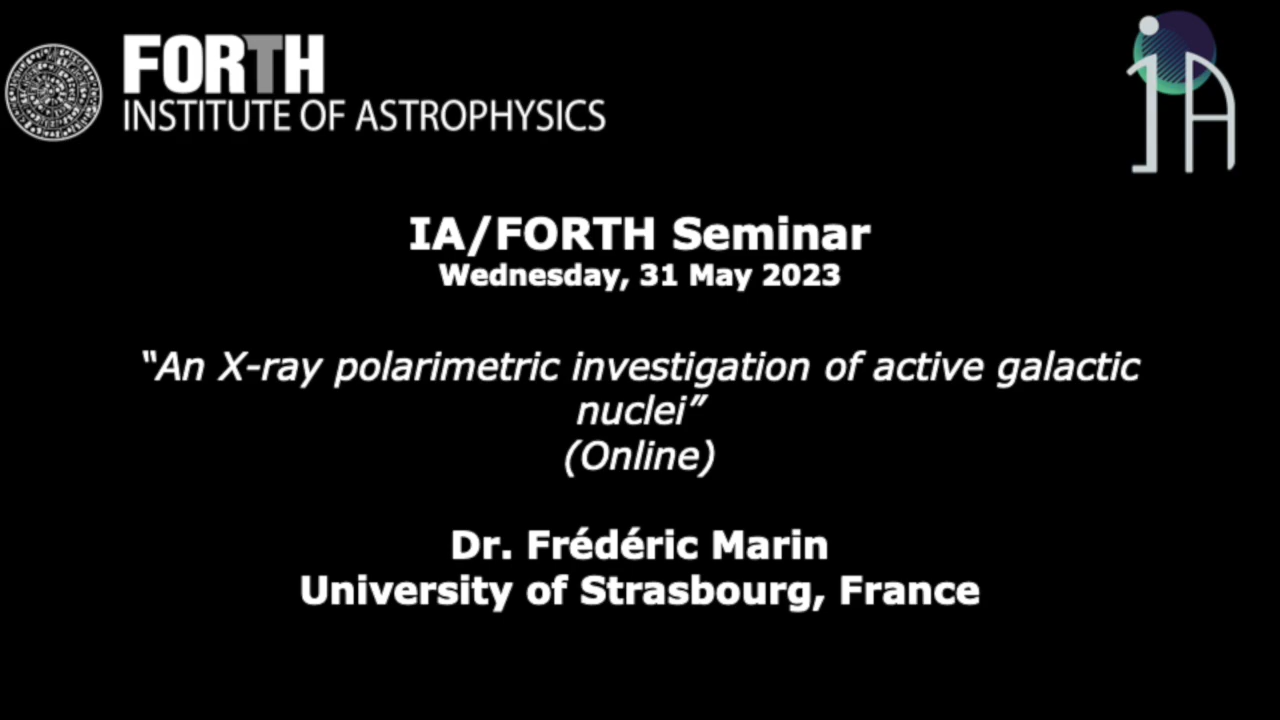 FORTH
INSTITUTE OF ASTROPHYSICS
IA
IA/FORTH Seminar
Wednesday, 31 May 2023
“An X-ray polarimetric investigation of active galactic
nuclei”
(Online)
Dr. Frédéric Marin
University of Strasbourg, France